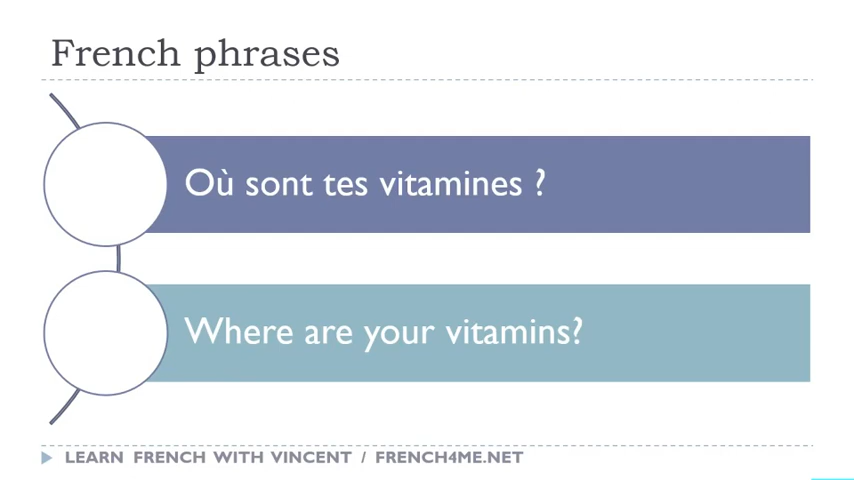 French phrases
Où sont tes vitamines ?
Where are your vitamins?
LEARN FRENCH WITH VINCENT / FRENCH4ME.NET